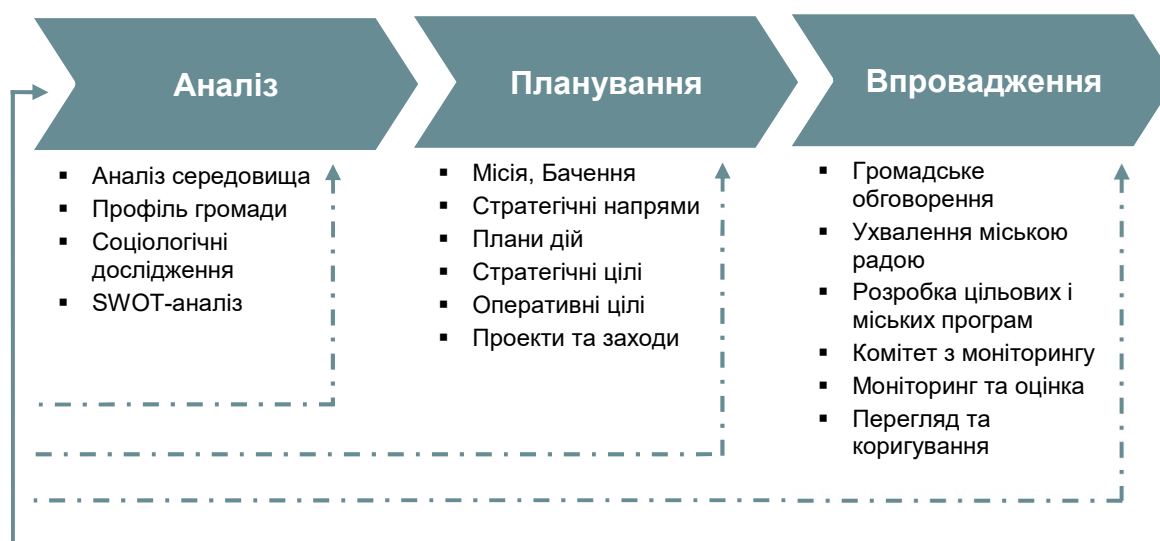 Аналіз
Планування
Впровадження
▪ Аналіз середовища
▪ Профіль громади
▪ Соціологічні
дослідження
▪ SWOT-аналіз
▪ Місія, Бачення
▪ Стратегічні напрями
▪ Плани дій
▪ Стратегічні цілі
▪ Оперативні цілі
▪ Проекти та заходи
▪ Громадське
обговорення
▪ Ухвалення міською
радою
▪ Розробка цільових і
міських програм
▪ Комітет з моніторингу
▪ Моніторинг та оцінка
▪ Перегляд та
коригування